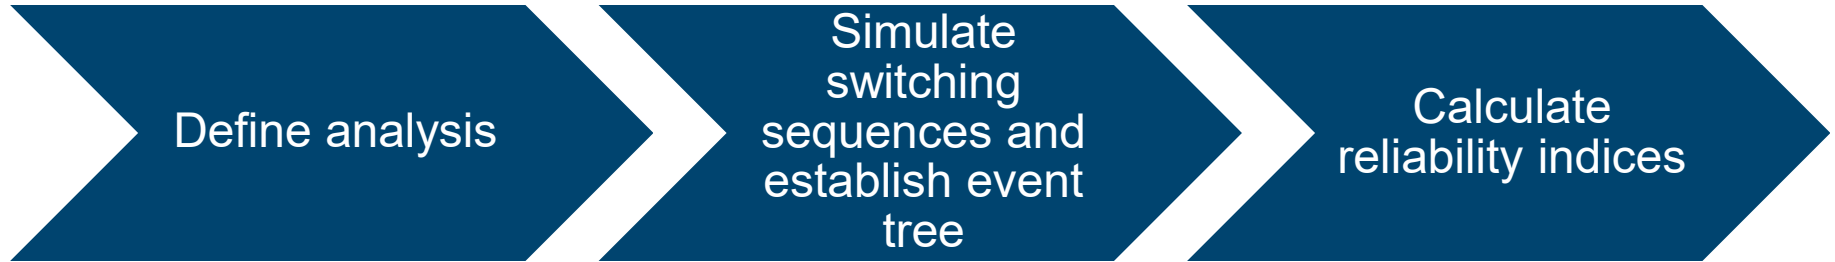 Define analysis
Simulate
switching
sequences and
establish event
tree
Calculate
reliability indices